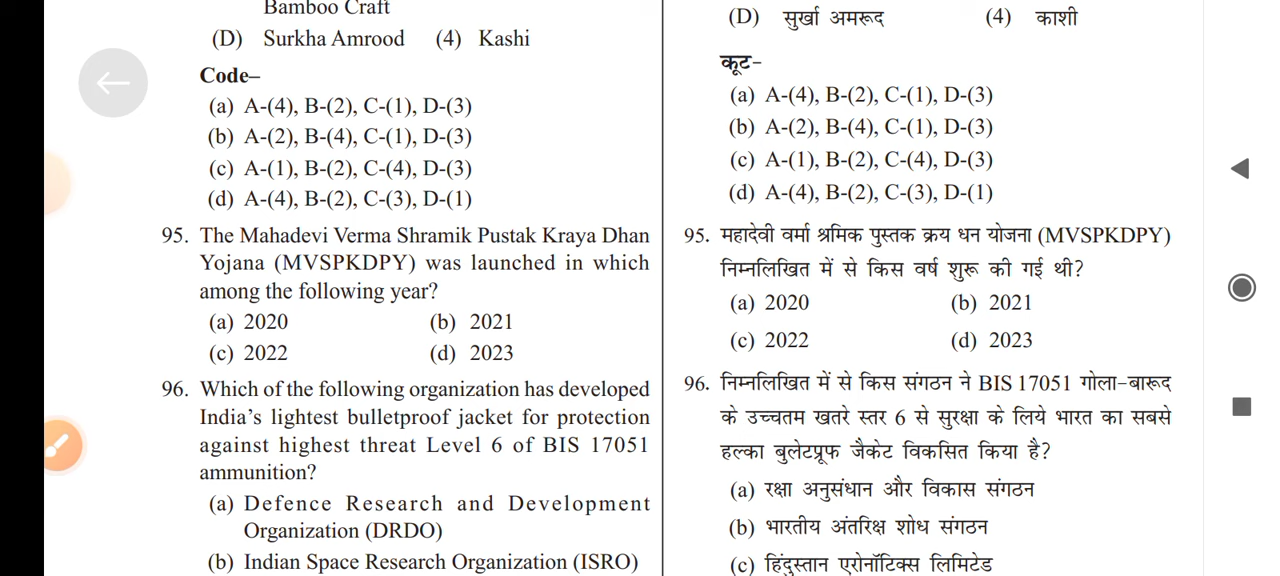 Bamboo Craft
(D) Surkha Amrood (4) Kashi
Code–
(a) A-(4), B-(2), C-(1), D-(3)
(b) A-(2), B-(4), C-(1), D-(3)
(c) A-(1), B-(2), C-(4), D-(3)
(d) A-(4), B-(2), C-(3), D-(1)
95. The Mahadevi Verma Shramik Pustak Kraya Dhan
Yojana (MVSPKDPY) was launched in which
among the following year?
(a) 2020 (b) 2021
(c) 2022 (d) 2023
96. Which of the following organization has developed
India's lightest bulletproof jacket for protection
against highest threat Level 6 of BIS 17051
ammunition?
(a) Defence Research and Development
Organization (DRDO)
(b) Indian Space Research Organization (ISRO)
(D) सुर्खा अमरूद (4) काशी
कूट–
(a) A-(4), B-(2), C-(1), D-(3)
(b) A-(2), B-(4), C-(1), D-(3)
(c) A-(1), B-(2), C-(4), D-(3)
(d) A-(4), B-(2), C-(3), D-(1)
95. महादेवी वर्मा श्रमिक पुस्तक क्रय धन योजना (MVSPKDPY)
निम्नलिखित में से किस वर्ष शुरू की गई थी?
(a) 2020 (b) 2021
(c) 2022 (d) 2023
96. निम्नलिखित में से किस संगठन ने BIS 17051 गोला-बारूद
के उच्चतम खतरे स्तर 6 से सुरक्षा के लिये भारत का सबसे
हल्का बुलेटप्रूफ जैकेट विकसित किया है?
(a) रक्षा अनुसंधान और विकास संगठन
(b) भारतीय अंतरिक्ष शोध संगठन
(c) हिंदुस्तान एरोनॉटिक्स लिमिटेड